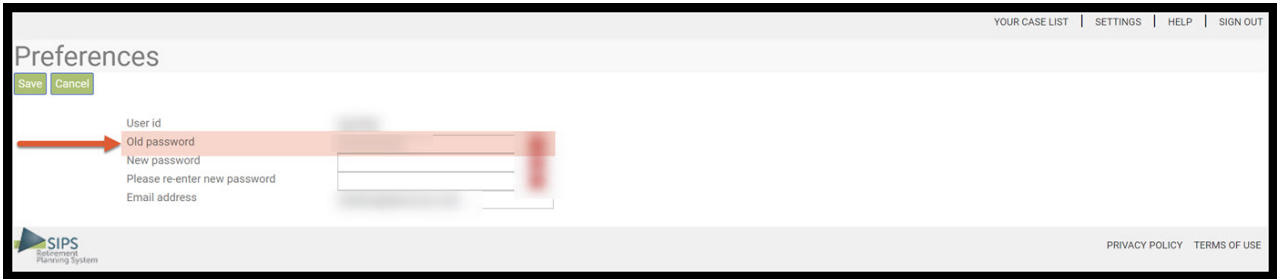 YOUR CASE LIST | SETTINGS | HELP | SIGN OUT
Preferences
Save Cancel
User id
Old password
New password
Please re-enter new password
Email address
SIPS
Retirement
Planning System
PRIVACY POLICY TERMS OF USE